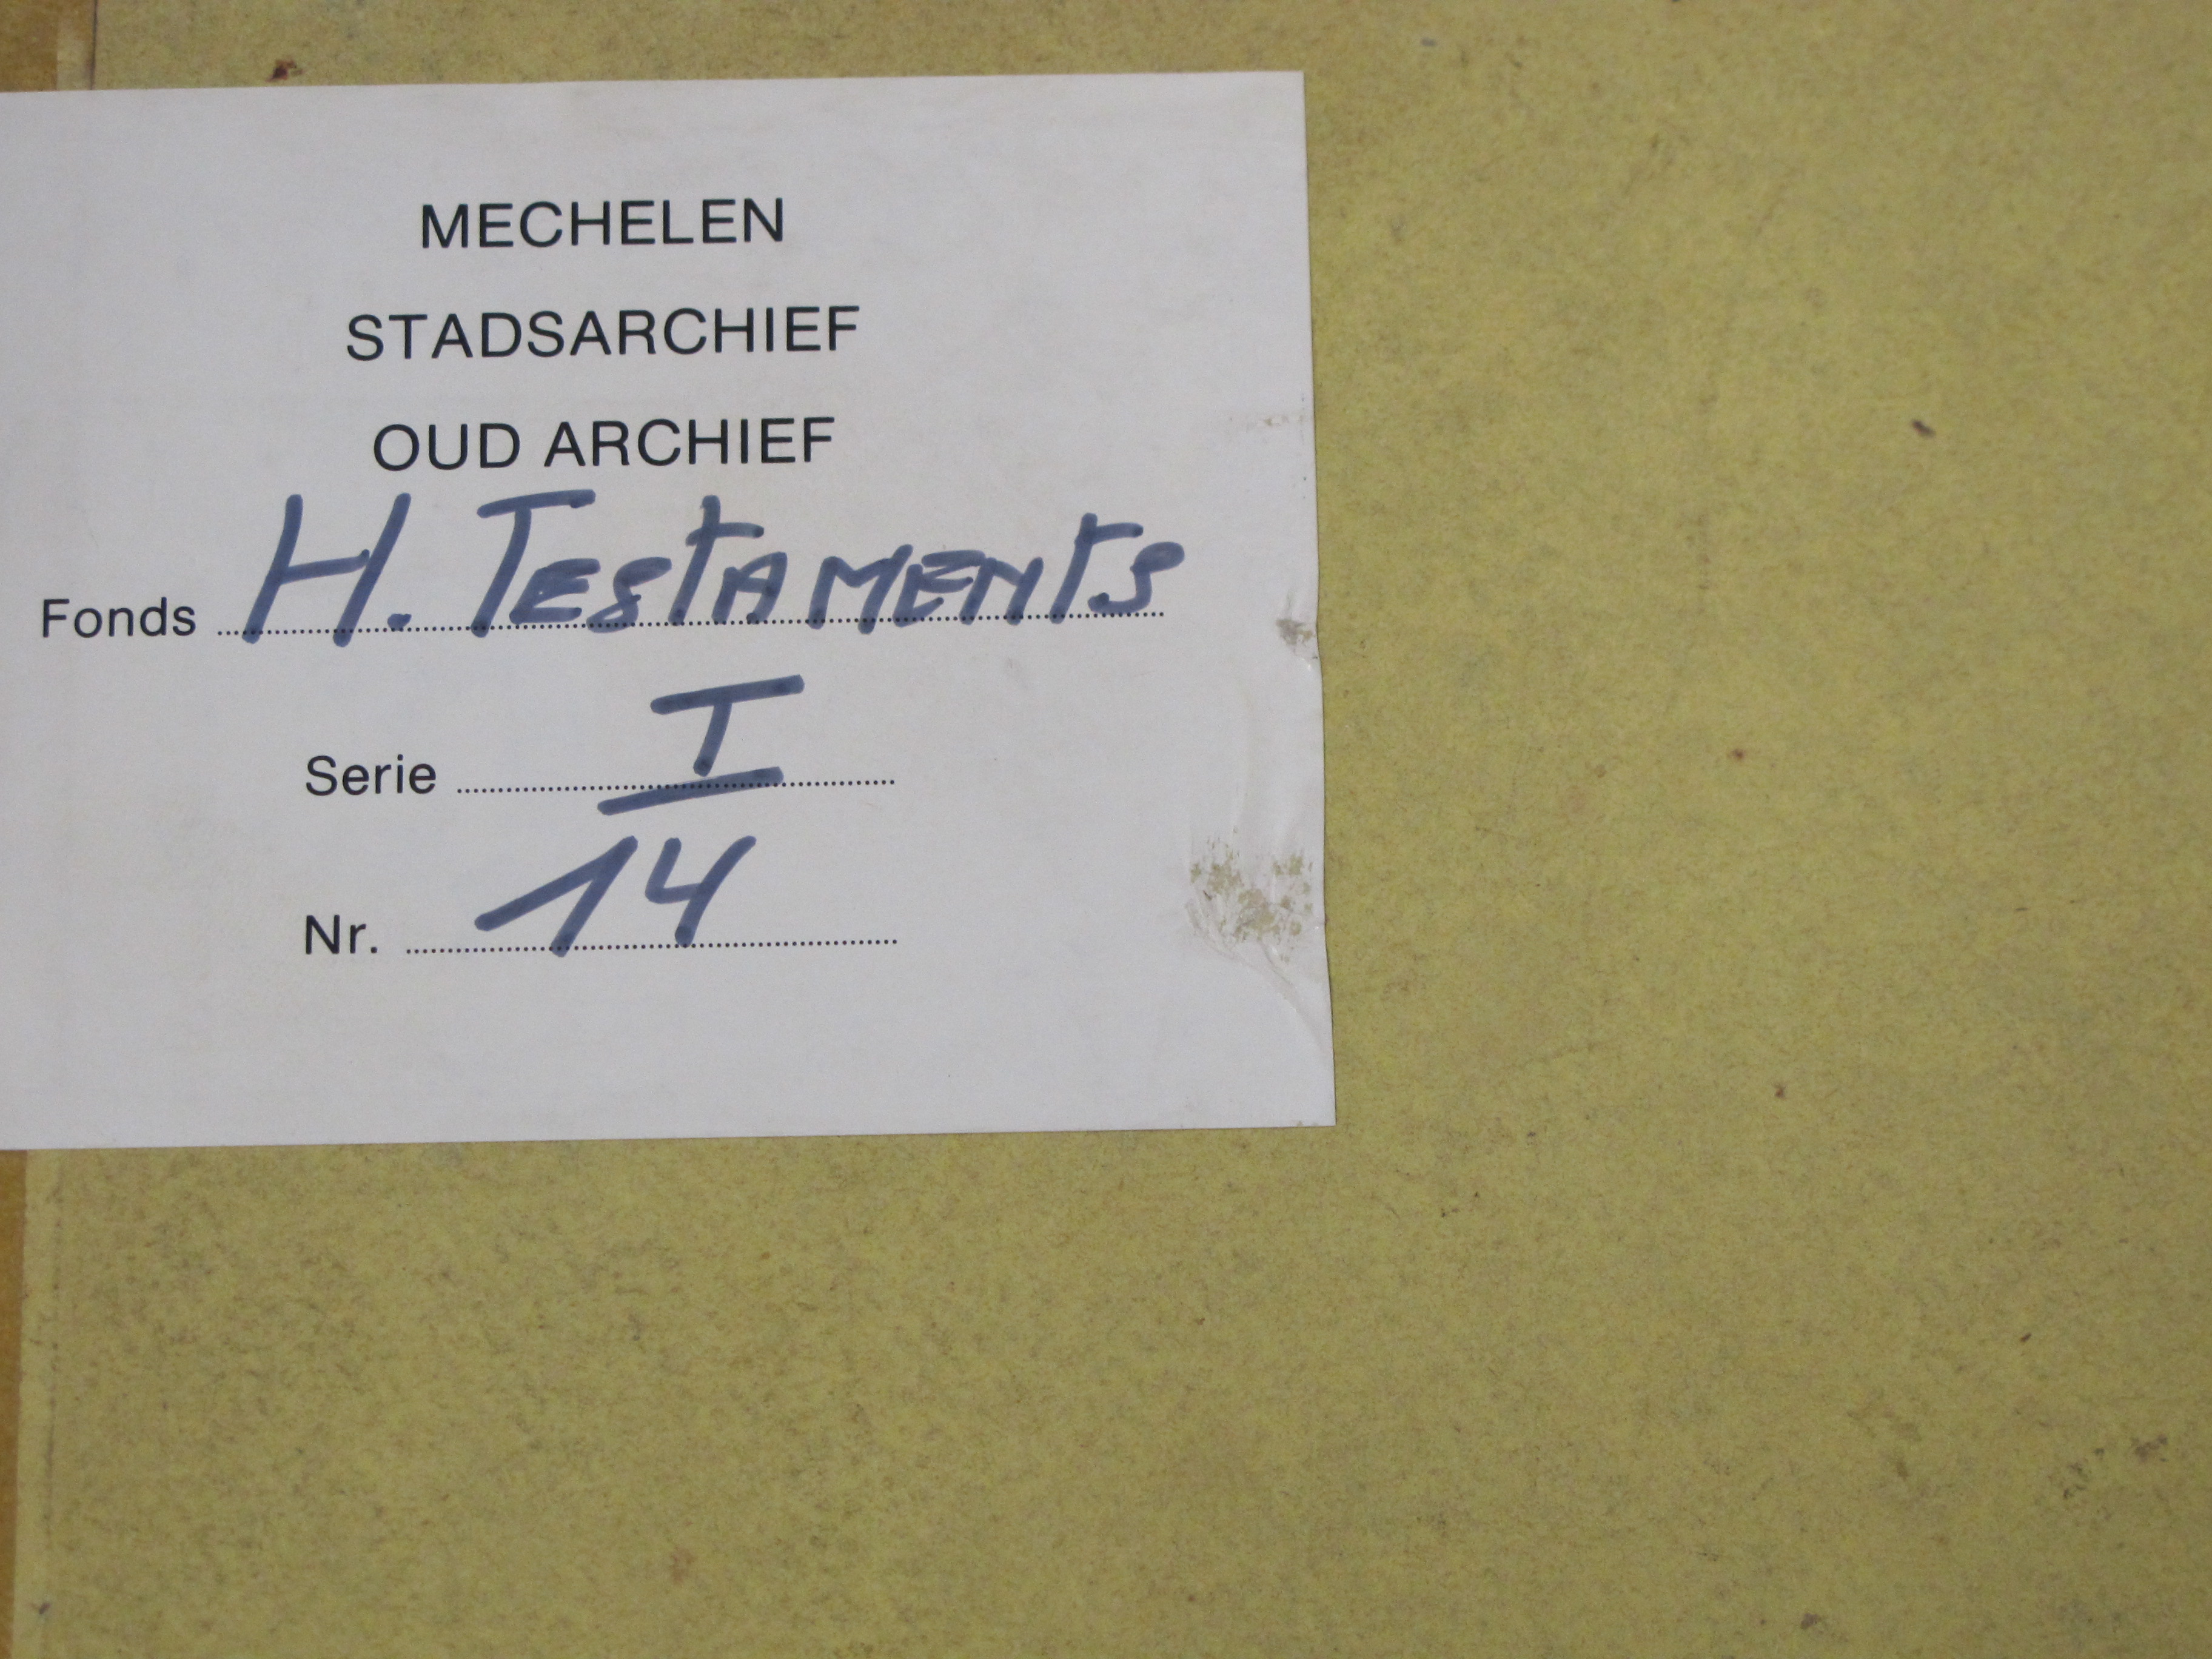 MECHELEN
STADSARCHIEF
OUD ARCHIEF
Fonds H. TESTAMENTS
Serie I
Nr. 14